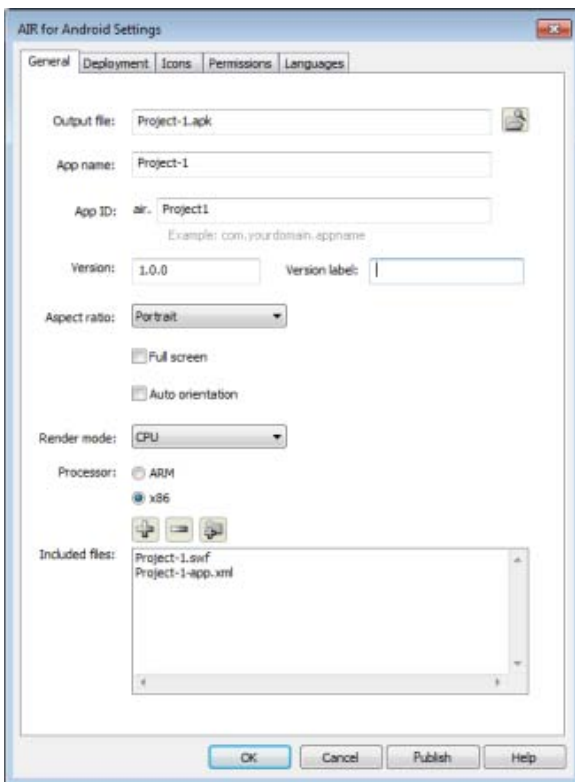 AIR for Android Settings
General Deployment Icons Permissions Languages
Output file: Project-1.apk
App name: Project-1
App ID: air. Project1
Example: com.yourdomain.appname
Version: 1.0.0 Version label:
Aspect ratio: Portrait
Full screen
Auto orientation
Render mode: CPU
Processor: ARM
x86
Included files: Project-1.swf
Project-1-app.xml
OK Cancel Publish Help